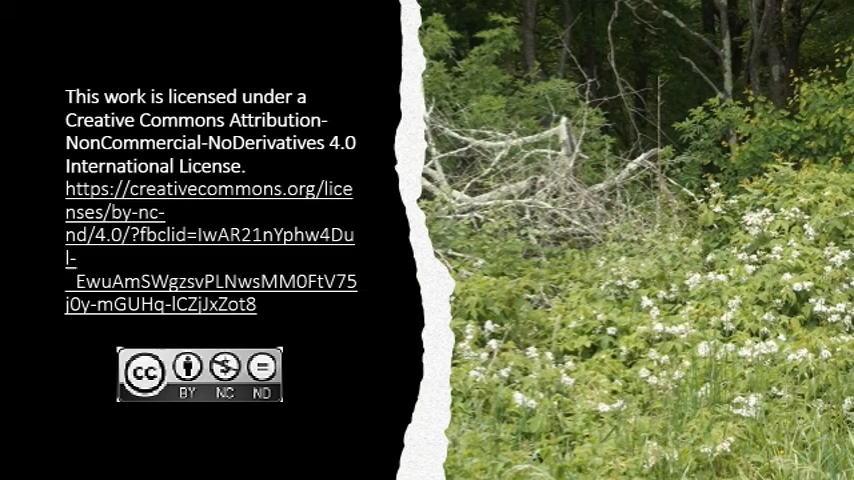 This work is licensed under a
Creative Commons Attribution-
NonCommercial-NoDerivatives 4.0
International License.
https://creativecommons.org/lice
nses/by-nc-
nd/4.0/?fbclid=IwAR21nYphw4Du
l-
_EwuAmSWgzsvPLNwsMM0FtV75
j0y-mGUHq-lCZjJxZot8
cc
BY NC ND